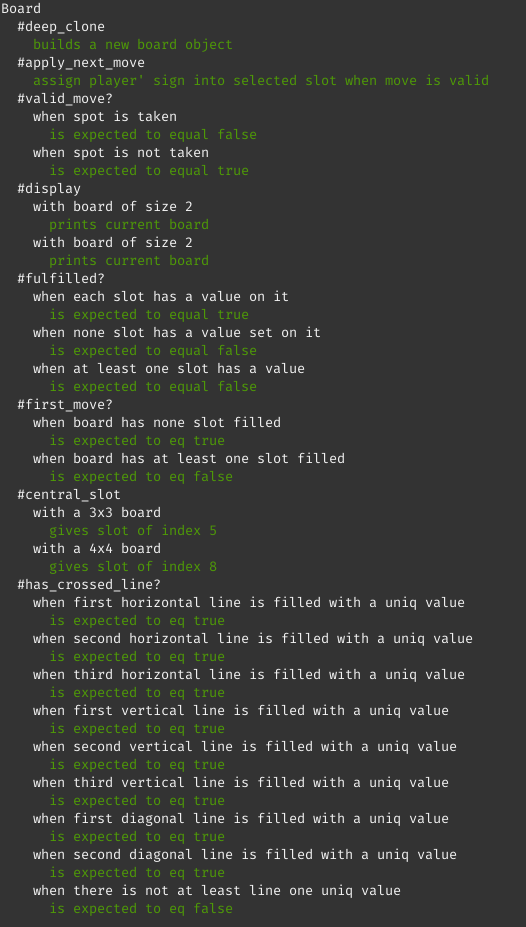 Board
#deep_clone
builds a new board object
#apply_next_move
assign player' sign into selected slot when move is valid
#valid_move?
when spot is taken
is expected to equal false
when spot is not taken
is expected to equal true
#display
with board of size 2
prints current board
with board of size 2
prints current board
#fulfilled?
when each slot has a value on it
is expected to equal true
when none slot has a value set on it
is expected to equal false
when at least one slot has a value
is expected to equal false
#first_move?
when board has none slot filled
is expected to eq true
when board has at least one slot filled
is expected to eq false
#central_slot
with a 3x3 board
gives slot of index 5
with a 4x4 board
gives slot of index 8
#has_crossed_line?
when first horizontal line is filled with a uniq value
is expected to eq true
when second horizontal line is filled with a uniq value
is expected to eq true
when third horizontal line is filled with a uniq value
is expected to eq true
when first vertical line is filled with a uniq value
is expected to eq true
when second vertical line is filled with a uniq value
is expected to eq true
when third vertical line is filled with a uniq value
is expected to eq true
when first diagonal line is filled with a uniq value
is expected to eq true
when second diagonal line is filled with a uniq value
is expected to eq true
when there is not at least line one uniq value
is expected to eq false